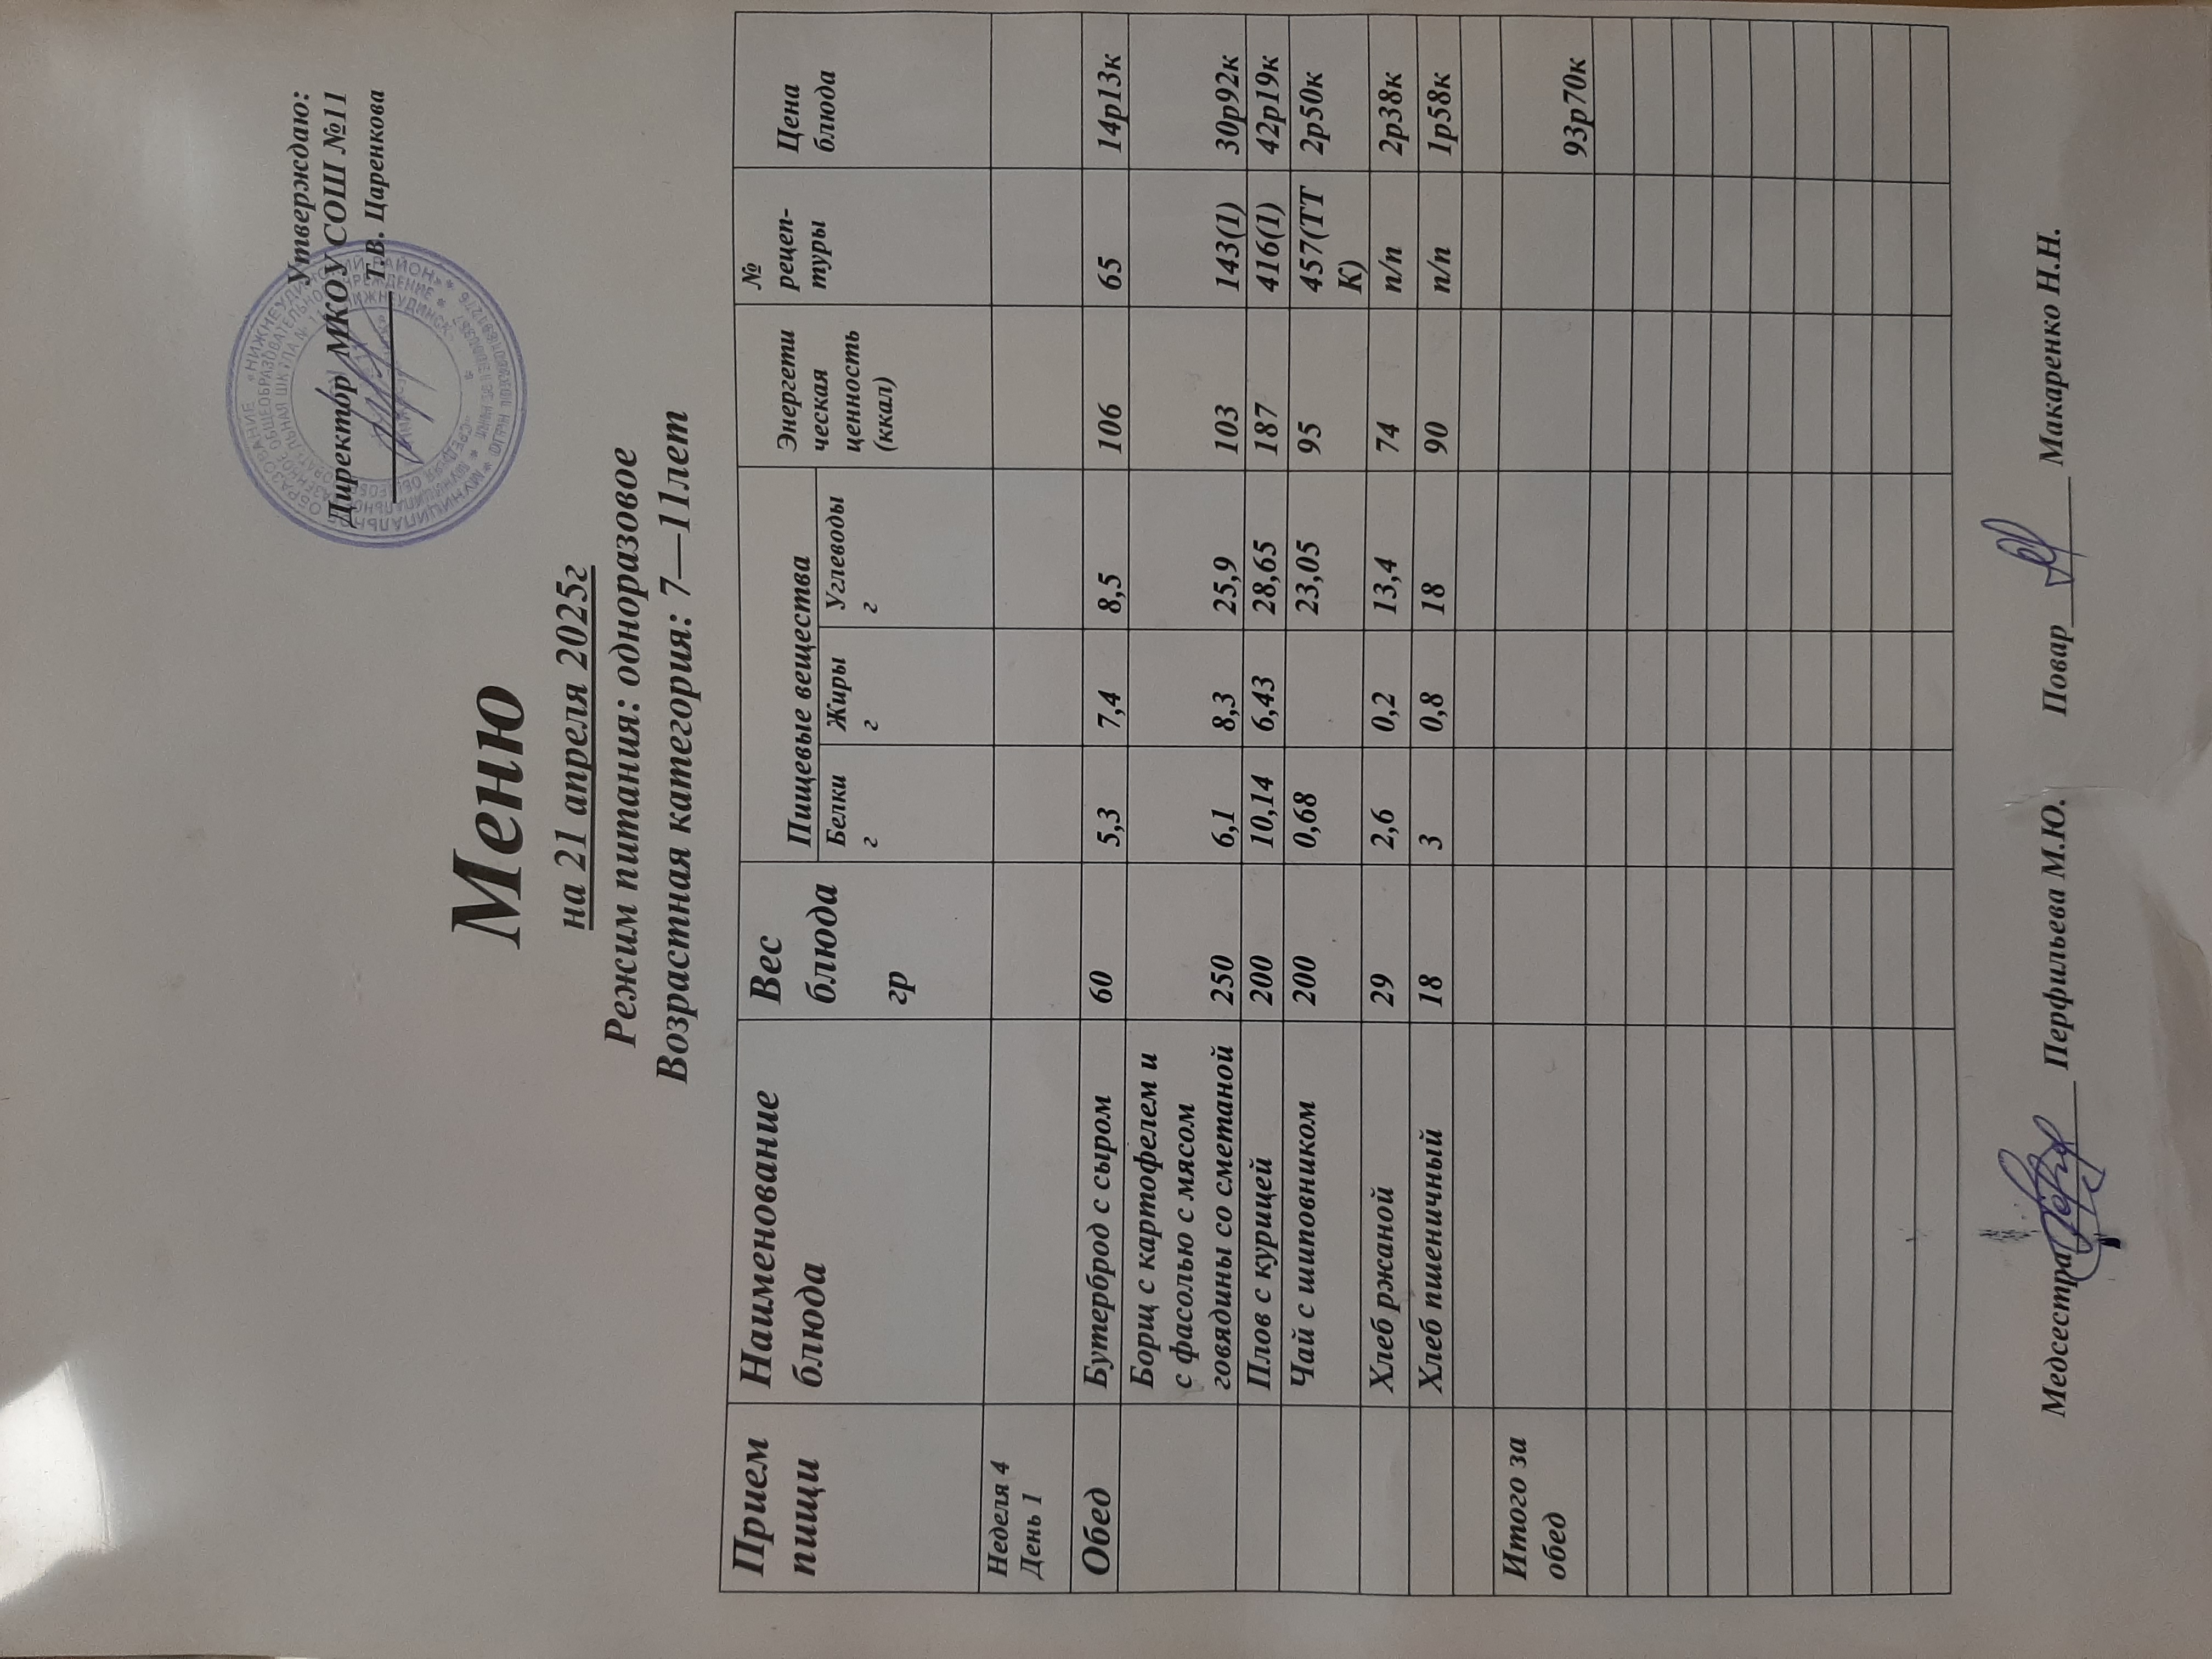 Утверждаю:
Директор МКОУ СОШ №11
Т.В. Царенкова
Меню
на 21 апреля 2025г
Режим питания: одноразовое
Возрастная категория: 7—11лет
Прием пищи Наименование блюда Вес блюда гр Пищевые вещества Энергети ческая ценность (ккал) № рецеп- туры Цена блюда
Белки г Жиры г Углеводы г
Неделя 4
День 1
Обед Бутерброд с сыром 60 5,3 7,4 8,5 106 65 14р13к
Борщ с картофелем и
с фасолью с мясом
говядины со сметаной 250 6,1 8,3 25,9 103 143(1) 30р92к
Плов с курицей 200 10,14 6,43 28,65 187 416(1) 42р19к
Чай с шиповником 200 0,68 23,05 95 457(ТТ 2р50к
К)
Хлеб ржаной 29 2,6 0,2 13,4 74 п/п 2р38к
Хлеб пшеничный 18 3 0,8 18 90 п/п 1р58к
Итого за
обед 93р70к
Медсестра Перфильева М.Ю. Повар Макаренко Н.Н.